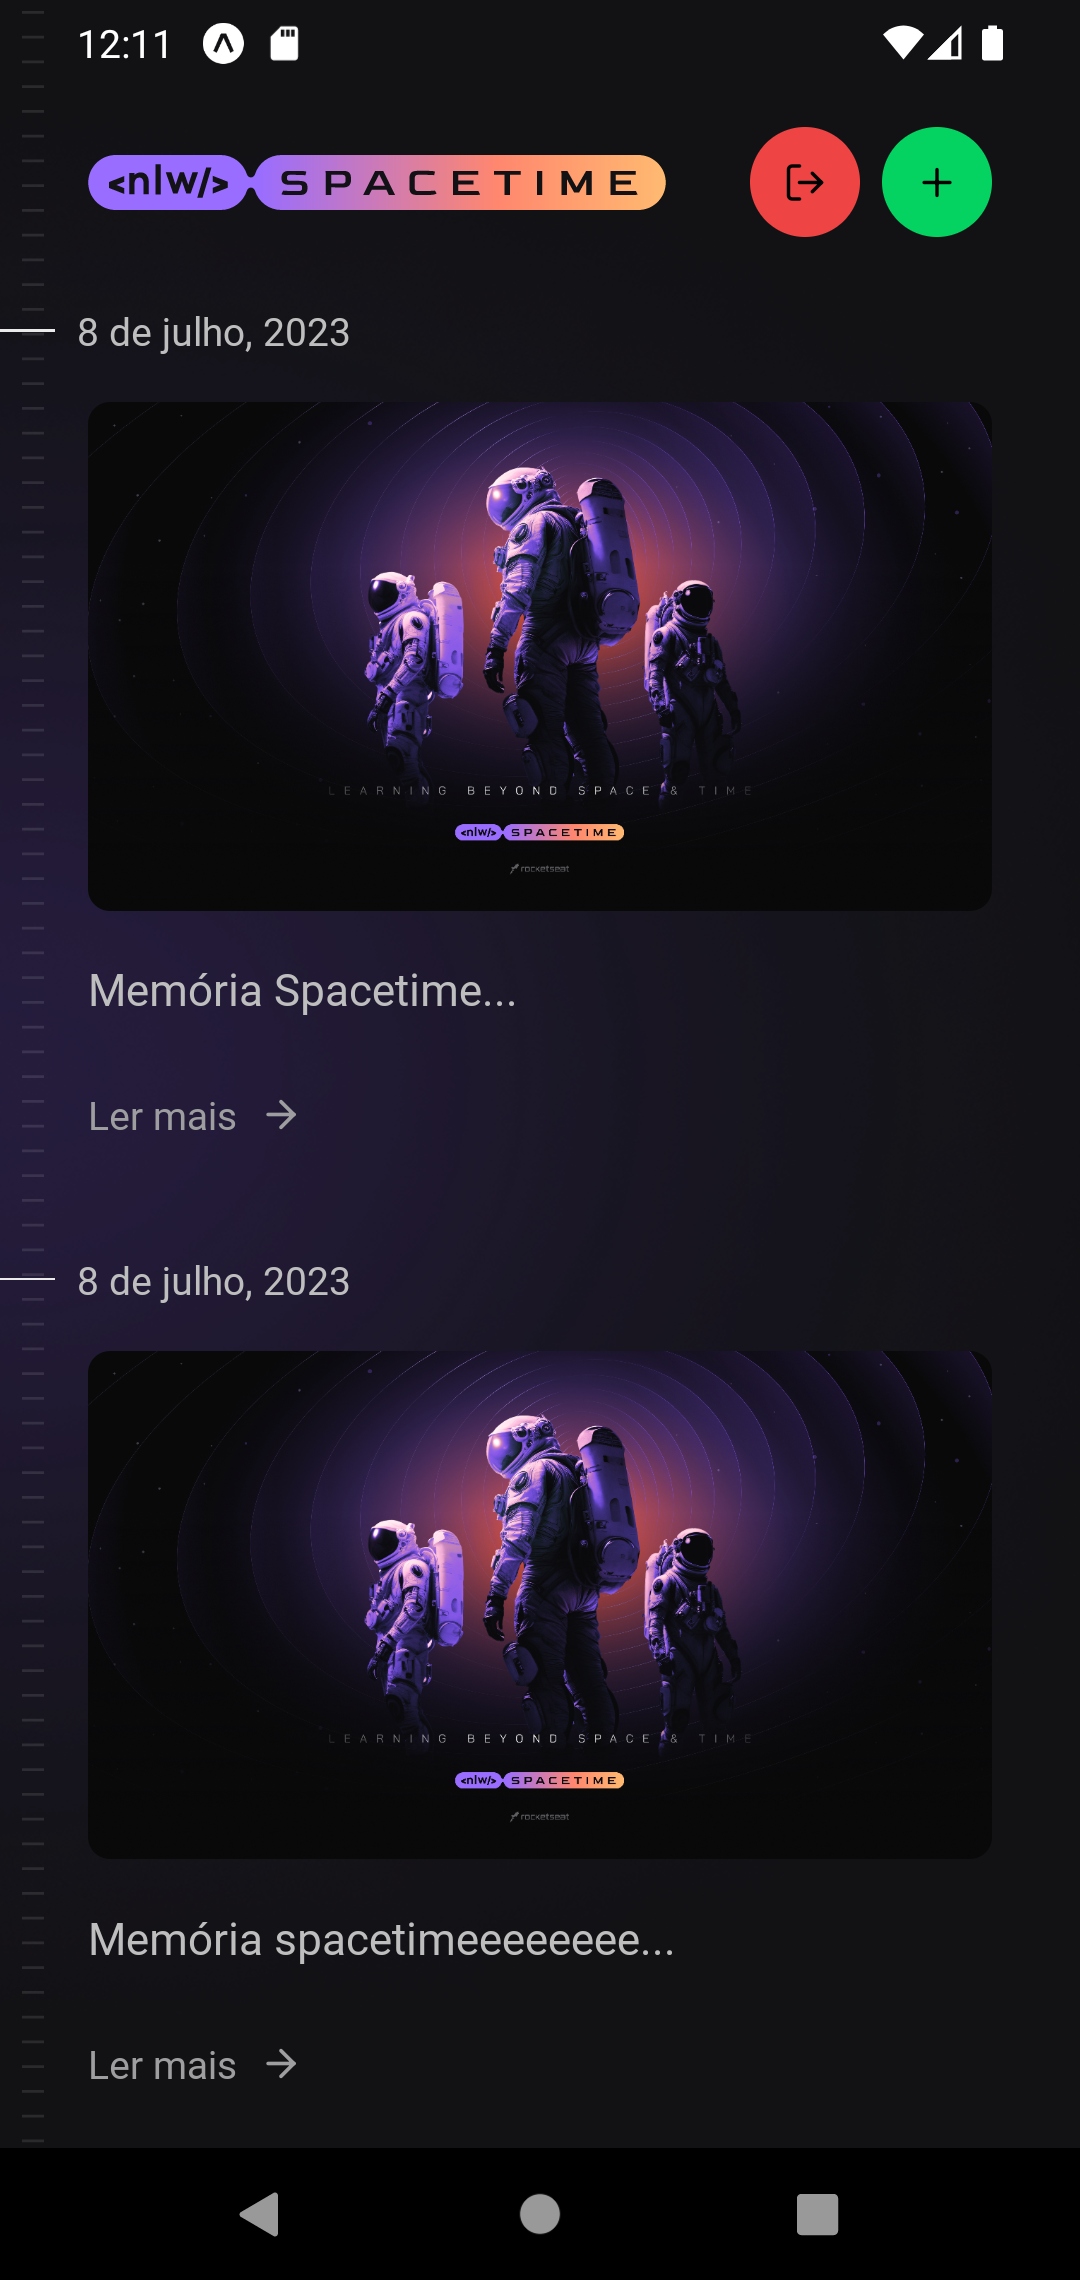 12:11
<nlw/> SPACETIME
8 de julho, 2023
LEARNING BEYOND SPACE & TIME
<nlw/> SPACETIME
rocketseat
Memória Spacetime...
Ler mais
8 de julho, 2023
LEARNING BEYOND SPACE & TIME
<nlw/> SPACETIME
rocketseat
Memória spacetimeeeeeeee...
Ler mais